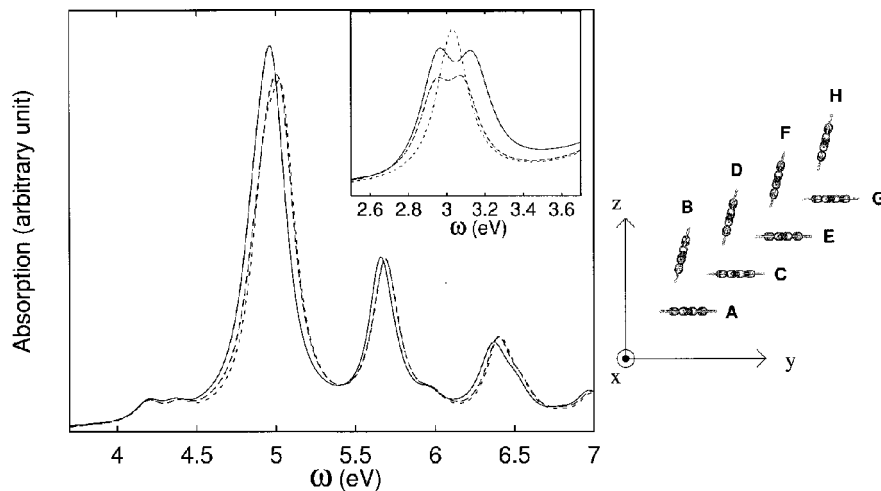 Absorption (arbitrary unit)
2.6 2.8 3 3.2 3.4 3.6
ω (eV)
4 4.5 5 5.5 6 6.5 7
ω (eV)
H
F
D
G
B
E
C
A
z
y
x